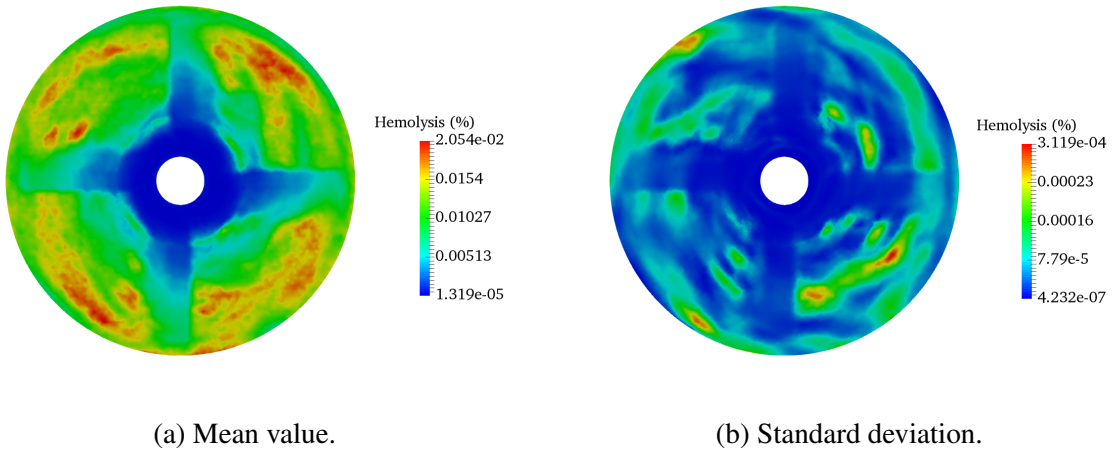 Hemolysis (%)
2.054e-02
0.0154
0.01027
0.00513
1.319e-05
Hemolysis (%)
3.119e-04
0.00023
0.00016
7.79e-5
4.232e-07
(a) Mean value.
(b) Standard deviation.